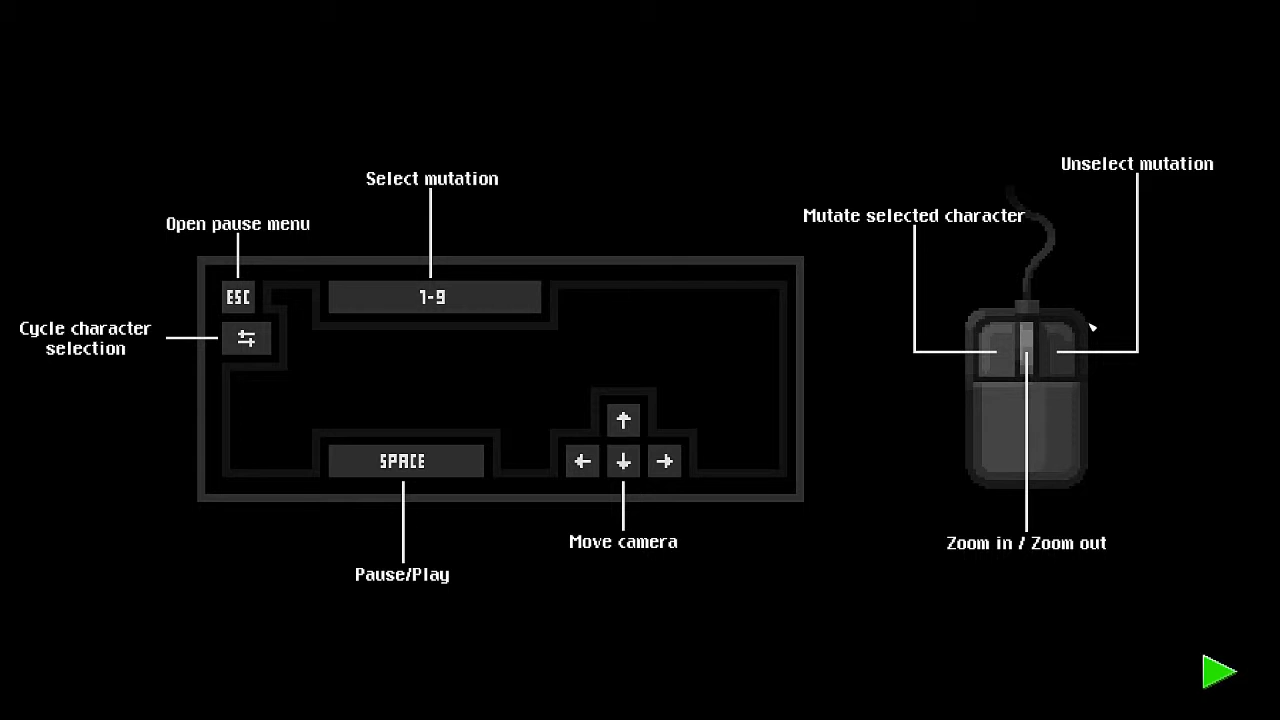 Unselect mutation
Select mutation
Mutate selected character
Open pause menu
ESC
1-9
Cycle character
selection
SPACE
Move camera
Zoom in / Zoom out
Pause/Play